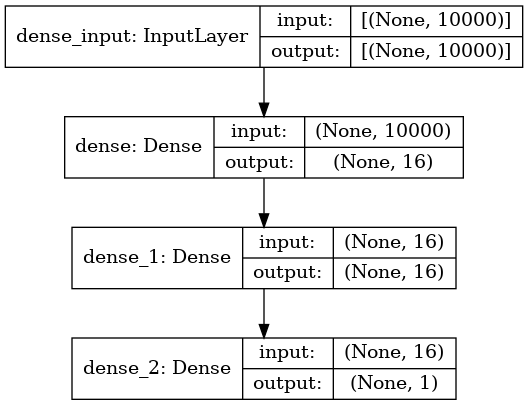 dense_input: InputLayer input: [(None, 10000)]
output: [(None, 10000)]
dense: Dense input: (None, 10000)
output: (None, 16)
dense_1: Dense input: (None, 16)
output: (None, 16)
dense_2: Dense input: (None, 16)
output: (None, 1)